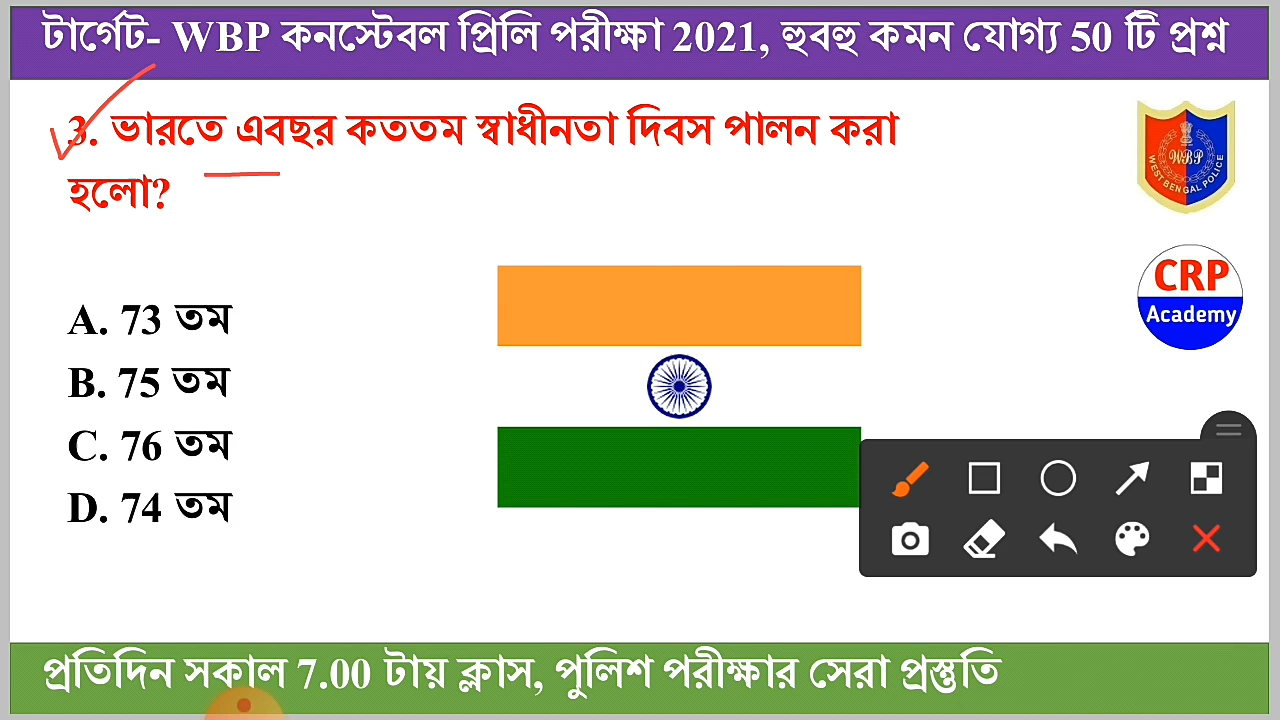 টার্গেট- WBP কনস্টেবল প্রিলি পরীক্ষা 2021, হুবহু কমন যোগ্য 50 টি প্রশ্ন
3. ভারতে এবছর কততম স্বাধীনতা দিবস পালন করা
হলো?
WBP
WEST BENGAL POLICE
CRP
Academy
A. 73 তম
B. 75 তম
C. 76 তম
D. 74 তম
প্রতিদিন সকাল 7.00 টায় ক্লাস, পুলিশ পরীক্ষার সেরা প্রস্তুতি